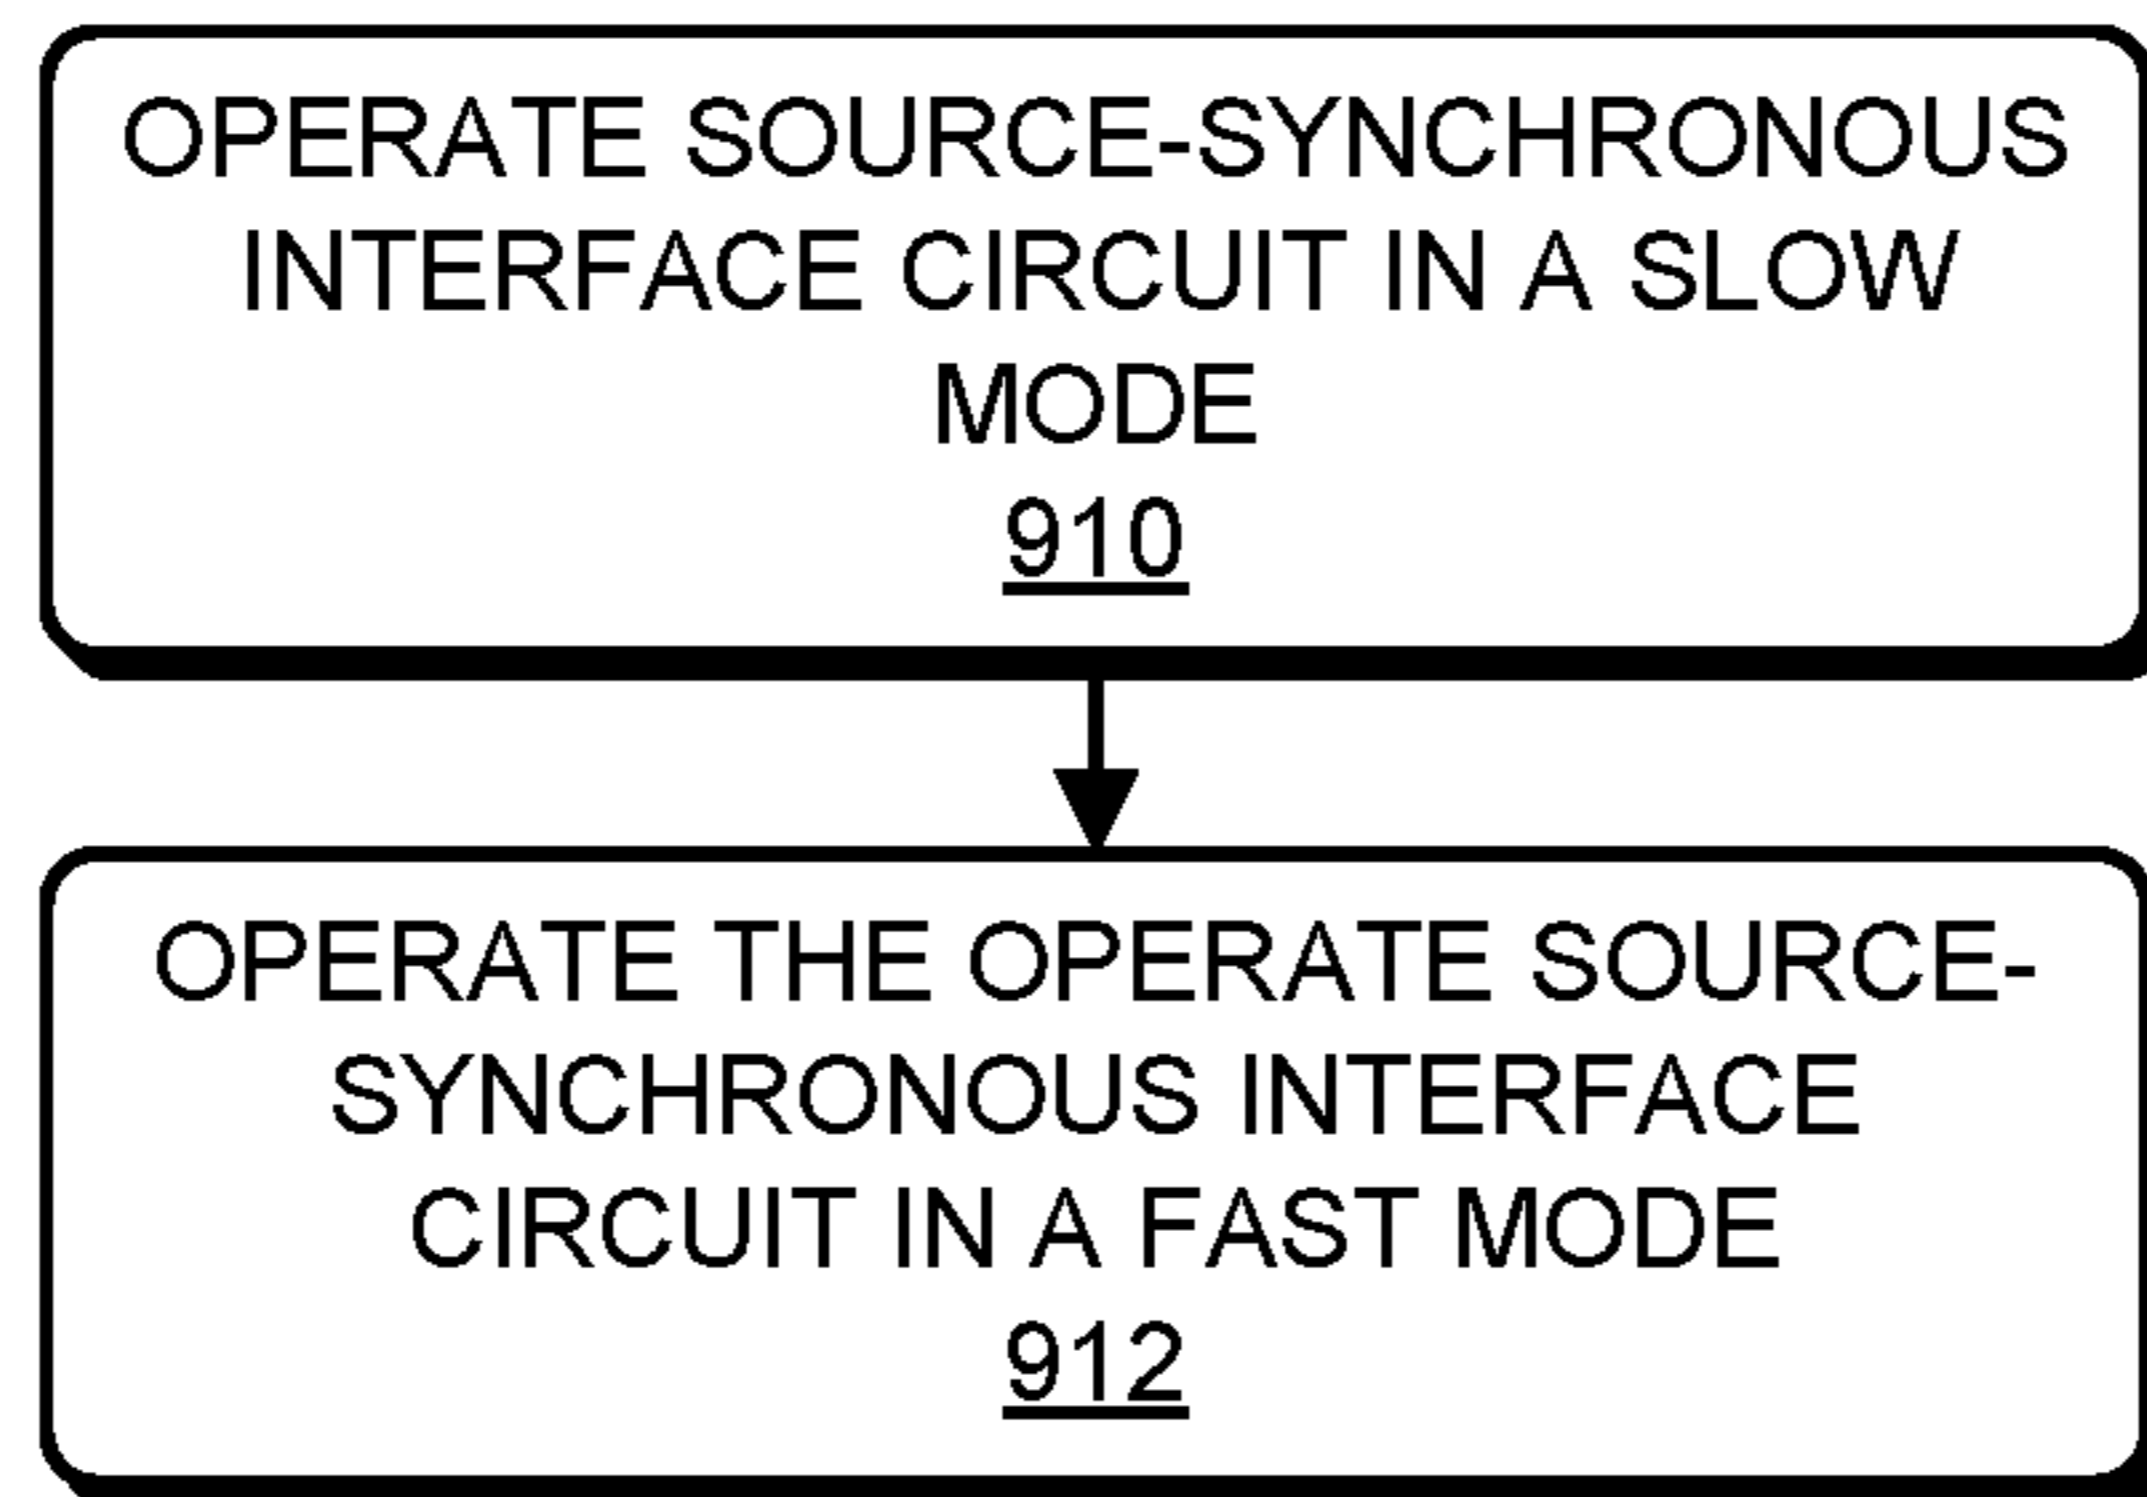 OPERATE SOURCE-SYNCHRONOUS
INTERFACE CIRCUIT IN A SLOW
MODE
910
OPERATE THE OPERATE SOURCE-
SYNCHRONOUS INTERFACE
CIRCUIT IN A FAST MODE
912